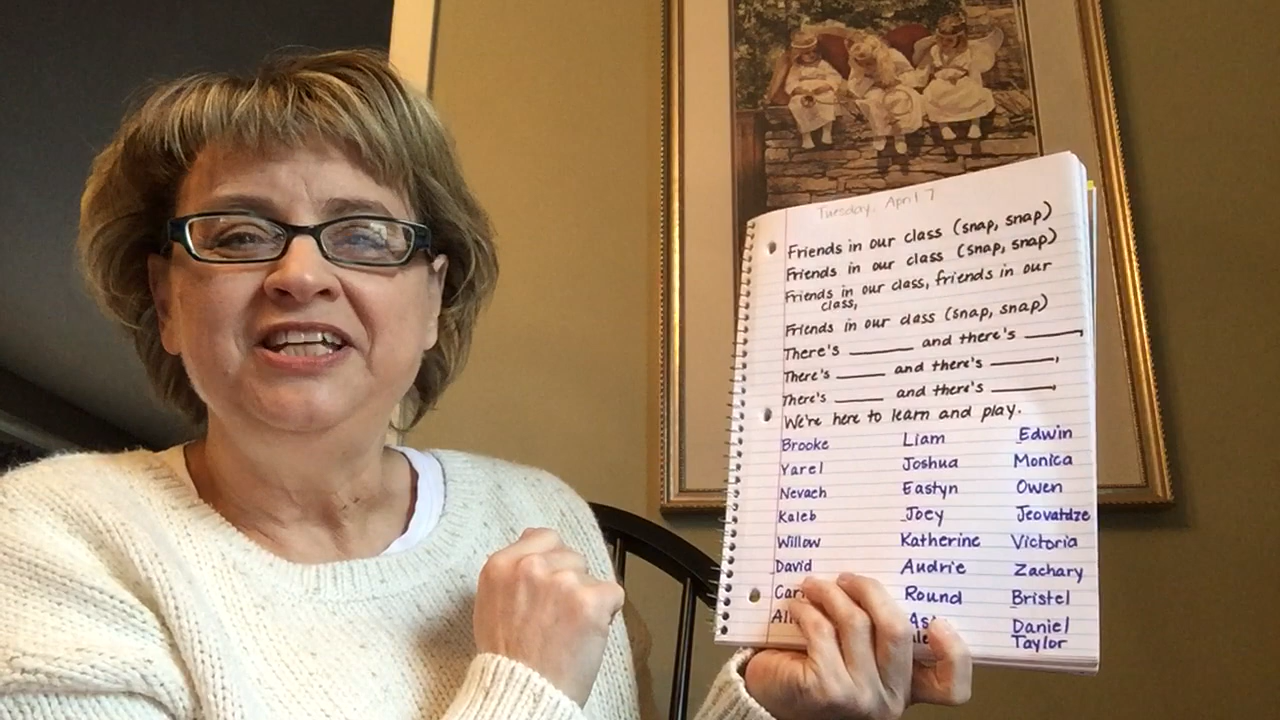 Tuesday, April 7
Friends in our class (snap, snap)
Friends in our class (snap, snap)
Friends in our class, friends in our
class,
Friends in our class (snap, snap)
There's ______ and there's ______,
There's ______ and there's ______,
There's ______ and there's ______,
We're here to learn and play.
Brooke Liam Edwin
Yarel Joshua Monica
Nevaeh Eastyn Owen
Kaleb Joey Jeovatdze
Willow Katherine Victoria
David Audrie Zachary
Round Bristel
Daniel
Taylor